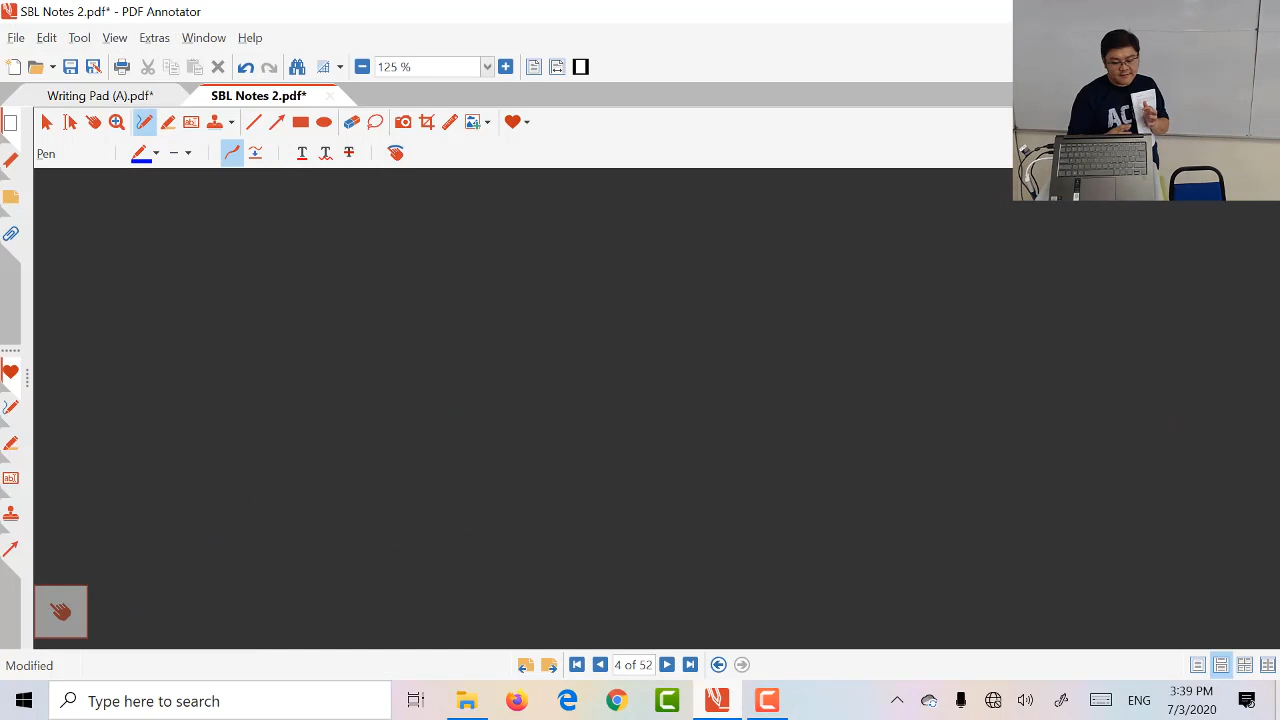 SBL Notes 2.pdf* - PDF Annotator
File Edit Tool View Extras Window Help
125 %
Writing Pad (A).pdf* SBL Notes 2.pdf*
Pen
AC
4 of 52
Modified
Type here to search
ENG
3:39 PM
7/3/2020